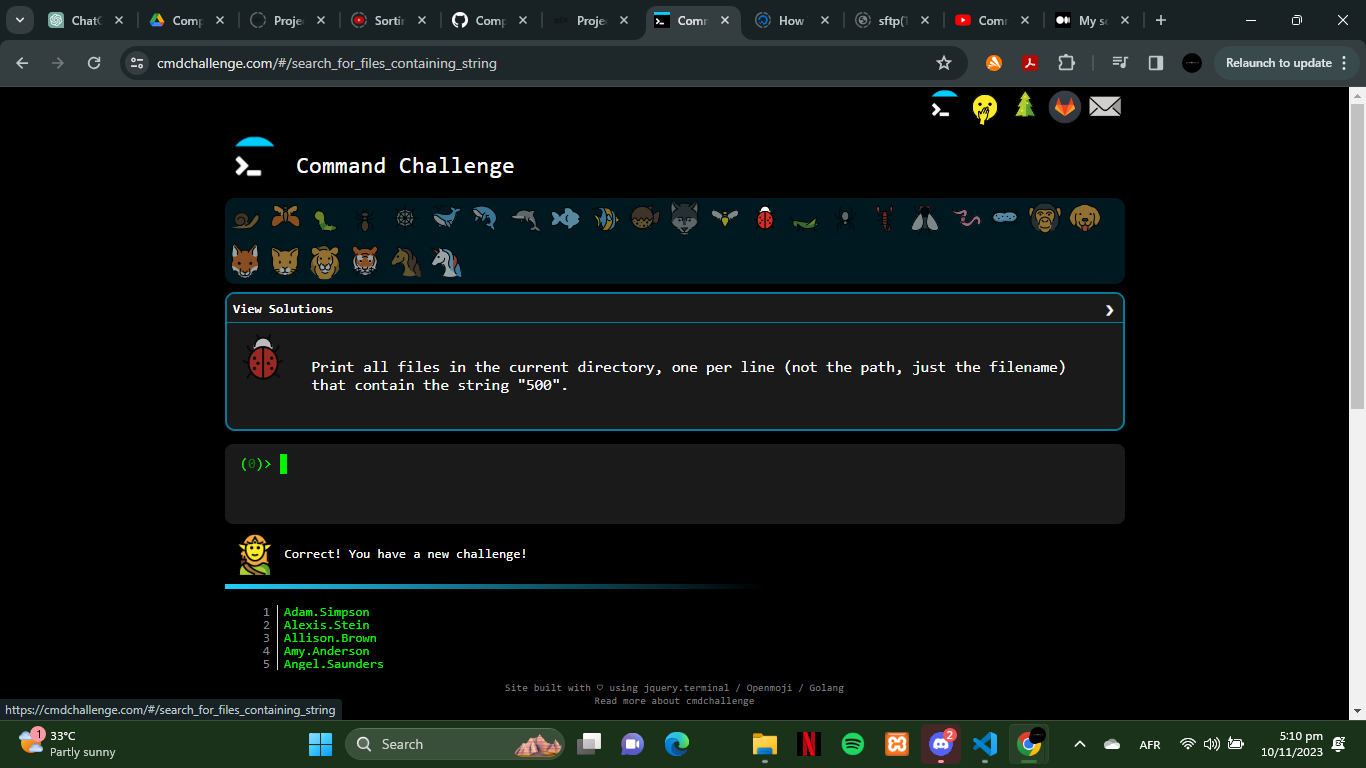 ChatG
Comp
Proje
Sortin
Comp
Proje
Comm
How
sftp(1
Comm
My se
cmdchallenge.com/#/search_for_files_containing_string
Relaunch to update
Command Challenge
View Solutions
Print all files in the current directory, one per line (not the path, just the filename)
that contain the string "500".
(0)>
Correct! You have a new challenge!
1 Adam.Simpson
2 Alexis.Stein
3 Allison.Brown
4 Amy.Anderson
5 Angel.Saunders
Site built with ♡ using jquery.terminal / Openmoji / Golang
Read more about cmdchallenge
https://cmdchallenge.com/#/search_for_files_containing_string
1
33°C
Partly sunny
Search
2
AFR
5:10 pm
10/11/2023